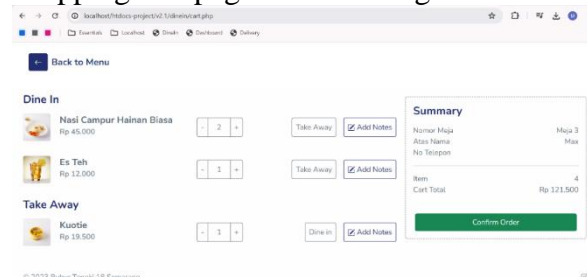 localhost/htdocs-project/v2.1/dinein/cart.php
Essentials Localhost DineIn Dashboard Delivery
Back to Menu
Dine In
Nasi Campur Hainan Biasa
Rp 45.000
- 2 +
Take Away
Add Notes
Es Teh
Rp 12.000
- 1 +
Take Away
Add Notes
Take Away
Kuotie
Rp 19.500
- 1 +
Dine in
Add Notes
Summary
Nomor Meja Meja 3
Atas Nama Max
No Telepon
Item 4
Cart Total Rp 121.500
Confirm Order